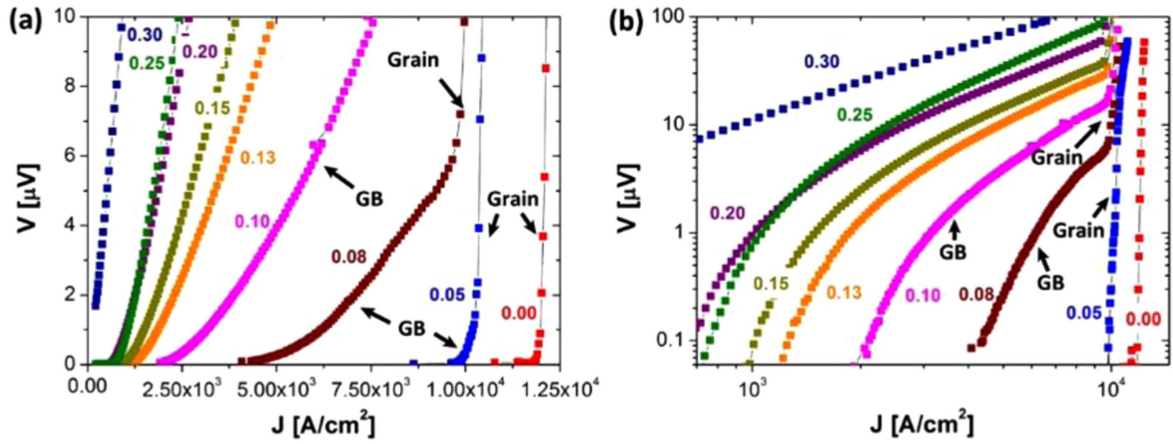 (a)
10
8
6
4
2
0
V [μV]
0.30
0.25
0.20
0.15
0.13
0.10
0.08
0.05
0.00
Grain
GB
Grain
GB
0.00
2.50x10³
5.00x10³
7.50x10³
1.00x10⁴
1.25x10⁴
J [A/cm²]
(b)
100
10
1
0.1
V [μV]
0.30
0.25
0.20
0.15
0.13
0.10
0.08
0.05
0.00
Grain
GB
Grain
GB
10³
10⁴
J [A/cm²]